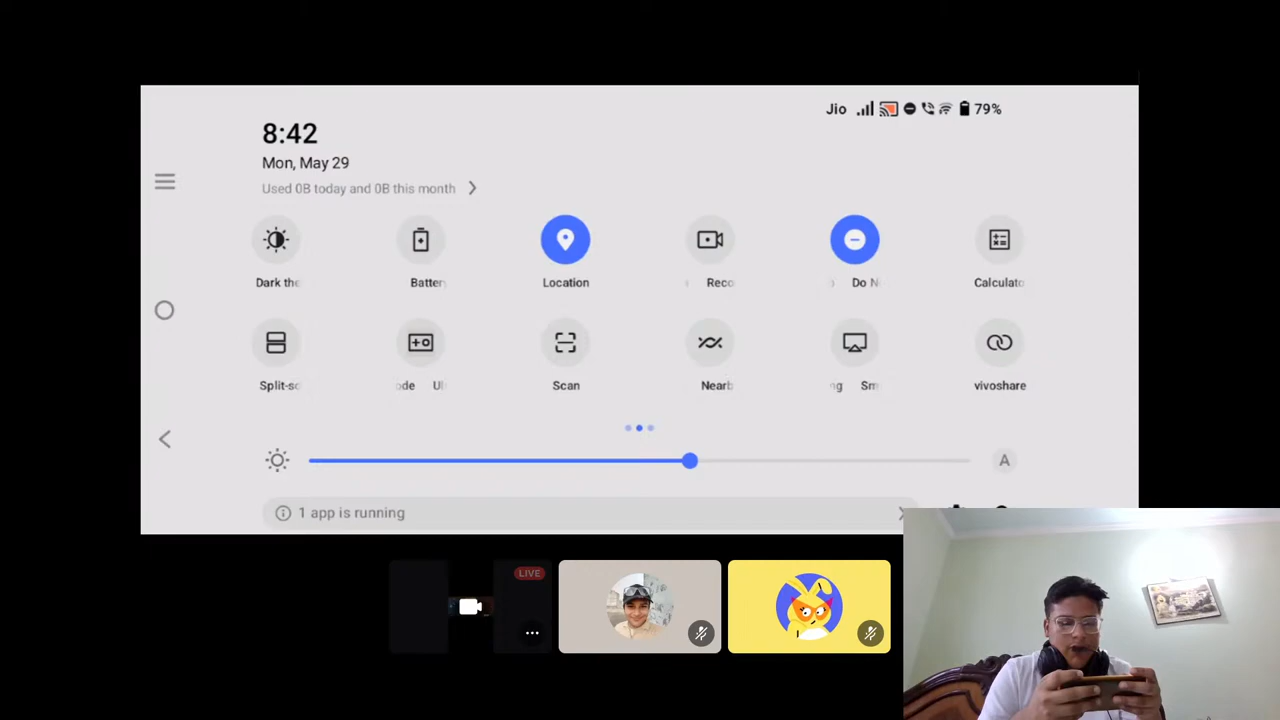 Jio 79%
8:42
Mon, May 29
Used 0B today and 0B this month
Dark the Batter Location Reco Do N Calculato
Split-sc ode Ul Scan Nearb ng Sm vivoshare
A
1 app is running
LIVE